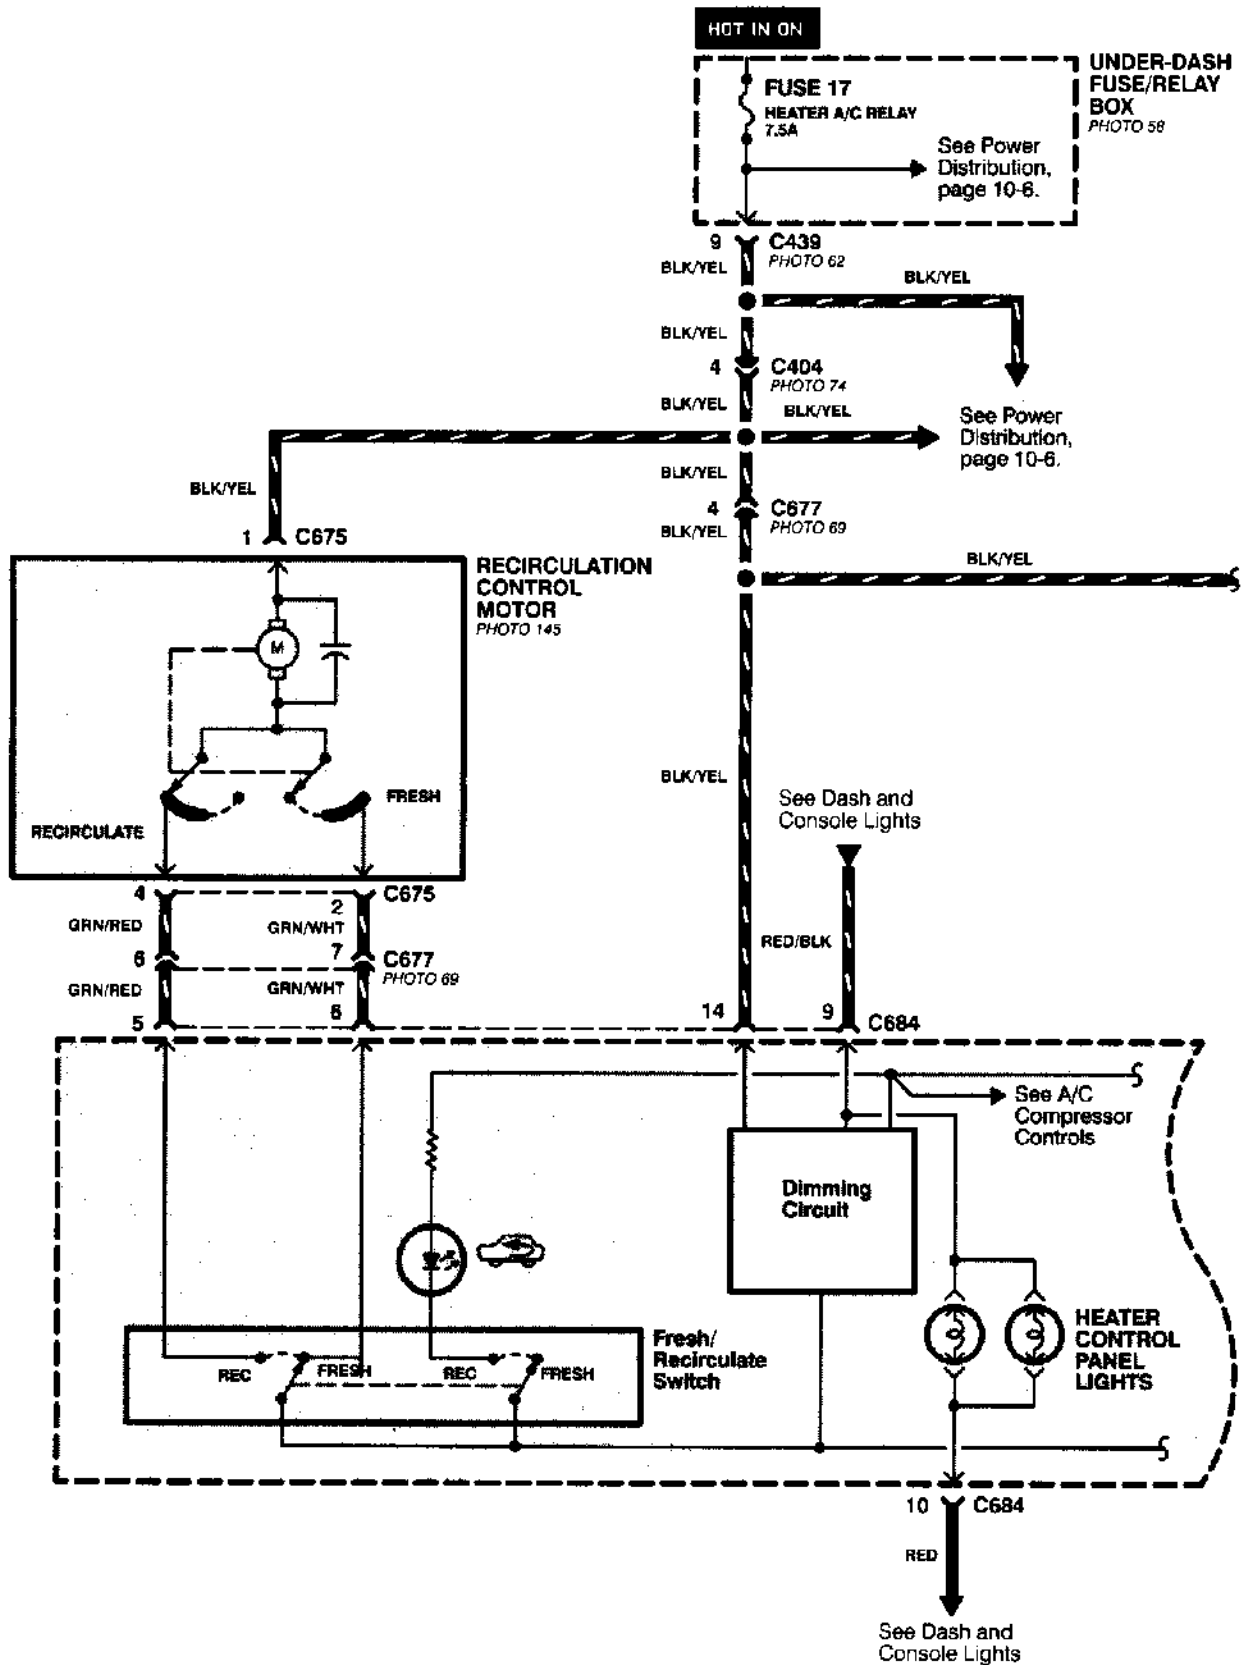 HOT IN ON
UNDER-DASH
FUSE/RELAY
BOX
PHOTO 58
FUSE 17
HEATER A/C RELAY
7.5A
See Power
Distribution,
page 10-6.
9
C439
PHOTO 62
BLK/YEL
BLK/YEL
BLK/YEL
4
C404
PHOTO 74
BLK/YEL
BLK/YEL
See Power
Distribution,
page 10-6.
BLK/YEL
BLK/YEL
4
C677
PHOTO 69
BLK/YEL
1
C675
BLK/YEL
RECIRCULATION
CONTROL
MOTOR
PHOTO 145
M
FRESH
RECIRCULATE
BLK/YEL
See Dash and
Console Lights
4
2
C675
GRN/RED
GRN/WHT
RED/BLK
6
7
C677
PHOTO 69
GRN/RED
GRN/WHT
5
6
14
9
C684
See A/C
Compressor
Controls
Dimming
Circuit
HEATER
CONTROL
PANEL
LIGHTS
Fresh/
Recirculate
Switch
REC
FRESH
REC
FRESH
10
C684
RED
See Dash and
Console Lights